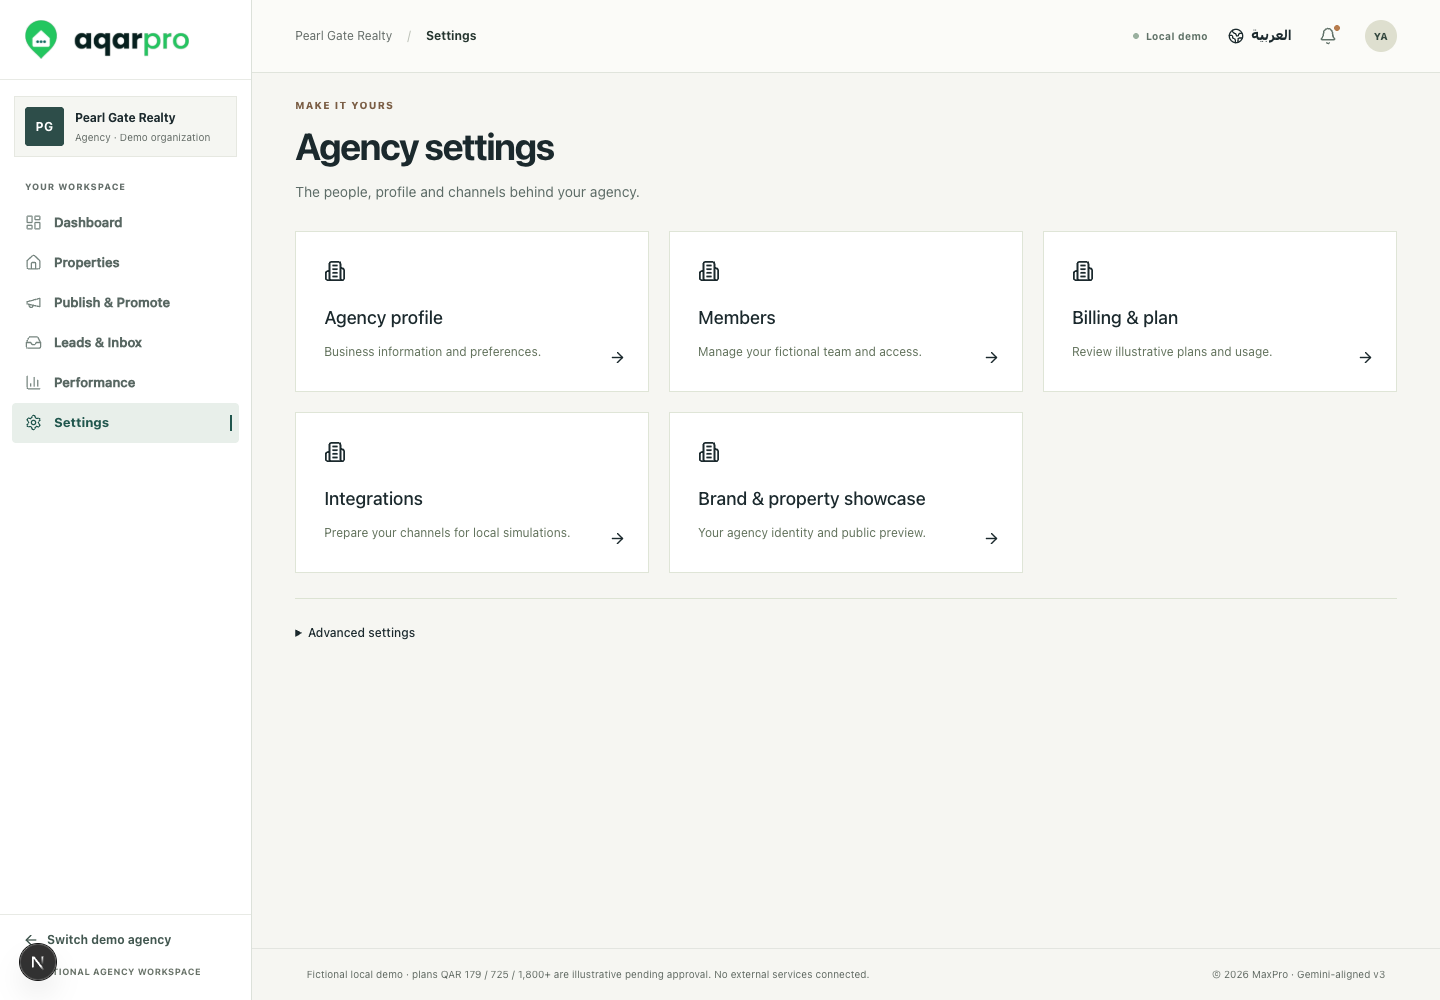 aqarpro
PG
Pearl Gate Realty
Agency · Demo organization
YOUR WORKSPACE
Dashboard
Properties
Publish & Promote
Leads & Inbox
Performance
Settings
Switch demo agency
N
AGENCY WORKSPACE
Pearl Gate Realty / Settings
Local demo
العربية
YA
MAKE IT YOURS
Agency settings
The people, profile and channels behind your agency.
Agency profile
Business information and preferences.
Members
Manage your fictional team and access.
Billing & plan
Review illustrative plans and usage.
Integrations
Prepare your channels for local simulations.
Brand & property showcase
Your agency identity and public preview.
Advanced settings
Fictional local demo · plans QAR 179 / 725 / 1,800+ are illustrative pending approval. No external services connected.
© 2026 MaxPro · Gemini-aligned v3